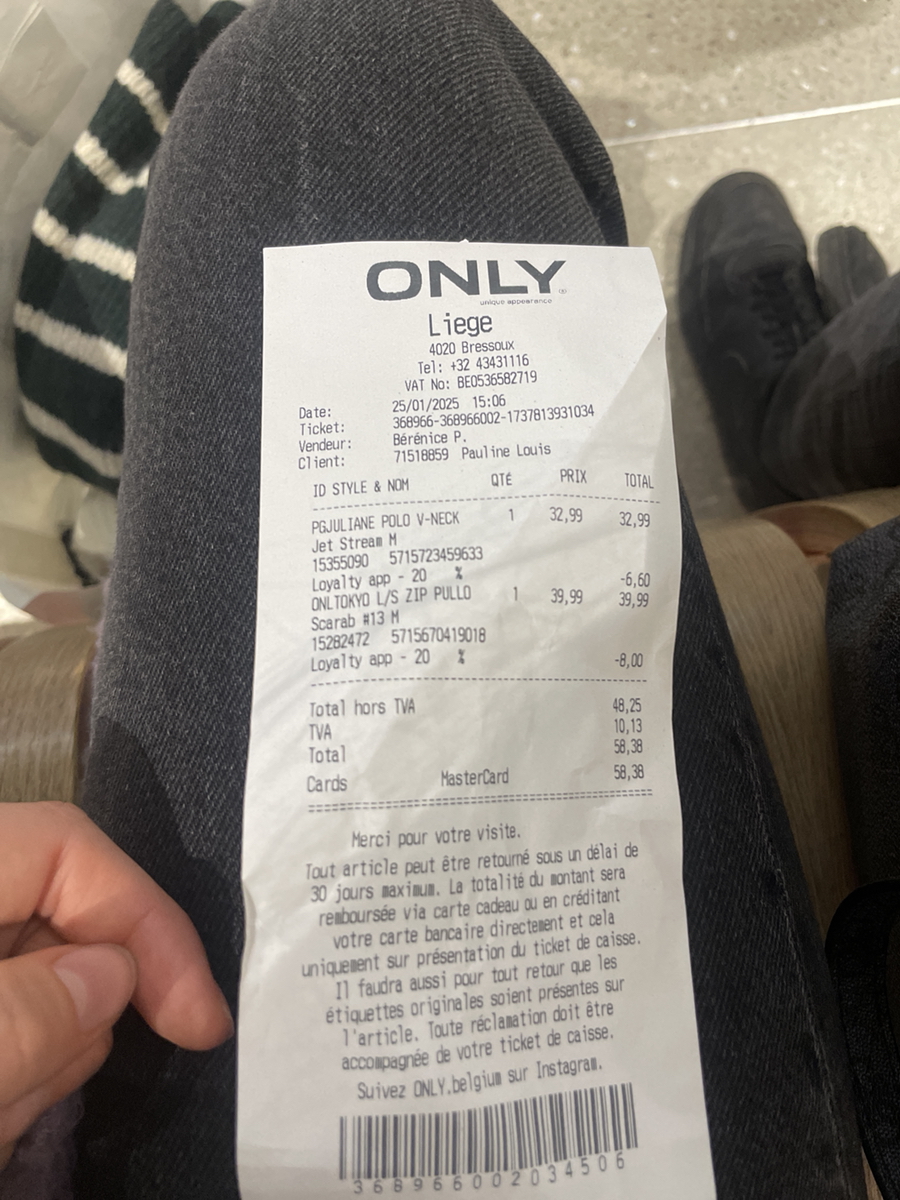 ONLY
unique appearance
Liege
4020 Bressoux
Tel: +32 43431116
VAT No: BE0536582719
Date: 25/01/2025 15:06
Ticket: 368966-368966002-1737813931034
Vendeur: Bérénice P.
Client: 71518859 Pauline Louis
ID STYLE & NOM QTÉ PRIX TOTAL
PGJULIANE POLO V-NECK 1 32,99 32,99
Jet Stream M
15355090 5715723459633
Loyalty app - 20 % -6,60
ONLTOKYO L/S ZIP PULLO 1 39,99 39,99
Scarab #13 M
15282472 5715670419018
Loyalty app - 20 % -8,00
Total hors TVA 48,25
TVA 10,13
Total 58,38
Cards MasterCard 58,38
Merci pour votre visite.
Tout article peut être retourné sous un délai de
30 jours maximum. La totalité du montant sera
remboursée via carte cadeau ou en créditant
votre carte bancaire directement et cela
uniquement sur présentation du ticket de caisse.
Il faudra aussi pour tout retour que les
étiquettes originales soient présentes sur
l'article. Toute réclamation doit être
accompagnée de votre ticket de caisse.
Suivez ONLY.belgium sur Instagram.
368966002034506